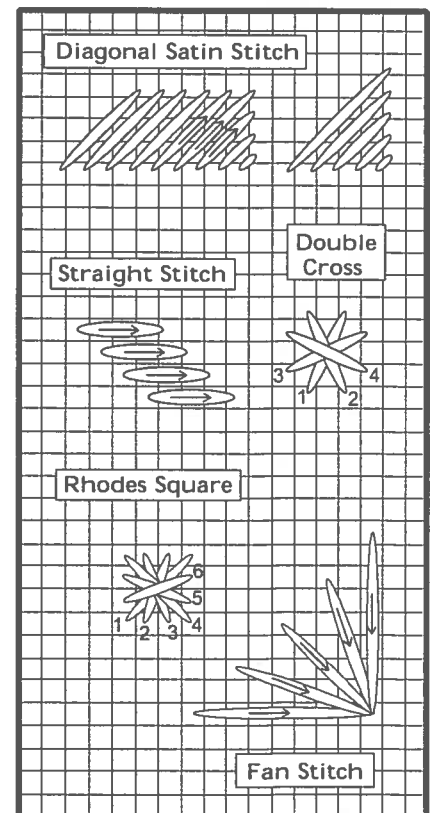 Diagonal Satin Stitch
Double
Cross
Straight Stitch
3
4
1
2
Rhodes Square
6
5
1
2
3
4
Fan Stitch